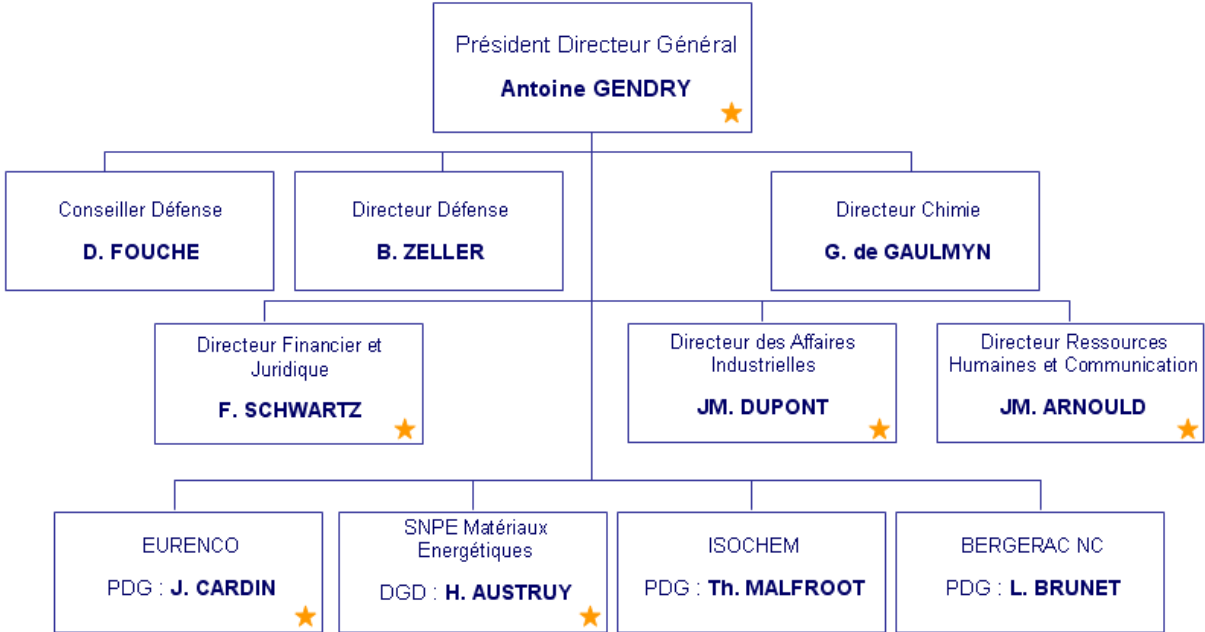 Président Directeur Général
Antoine GENDRY
Conseiller Défense
D. FOUCHE
Directeur Défense
B. ZELLER
Directeur Chimie
G. de GAULMYN
Directeur Financier et
Juridique
F. SCHWARTZ
Directeur des Affaires
Industrielles
JM. DUPONT
Directeur Ressources
Humaines et Communication
JM. ARNOULD
EURENCO
PDG : J. CARDIN
SNPE Matériaux
Energétiques
DGD : H. AUSTRUY
ISOCHEM
PDG : Th. MALFROOT
BERGERAC NC
PDG : L. BRUNET